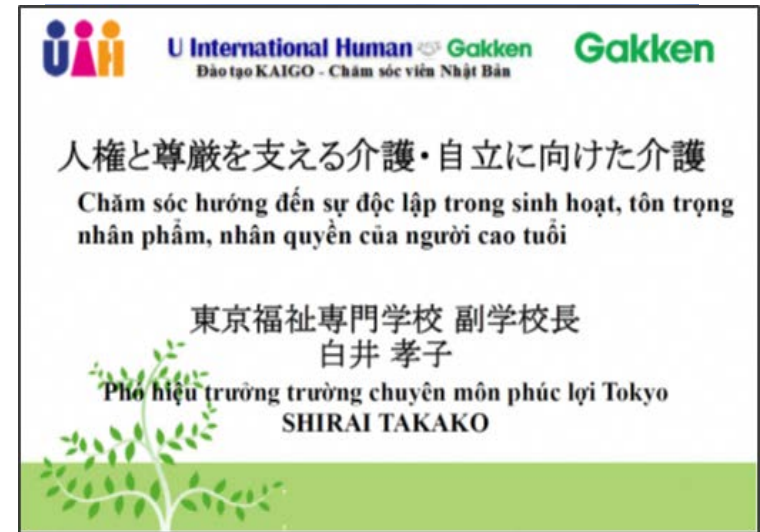 UIH
U International Human Gakken
Gakken
Đào tạo KAIGO - Chăm sóc viên Nhật Bản
人権と尊厳を支える介護・自立に向けた介護
Chăm sóc hướng đến sự độc lập trong sinh hoạt, tôn trọng
nhân phẩm, nhân quyền của người cao tuổi
東京福祉専門学校 副学校長
白井 孝子
Phó hiệu trưởng trường chuyên môn phúc lợi Tokyo
SHIRAI TAKAKO